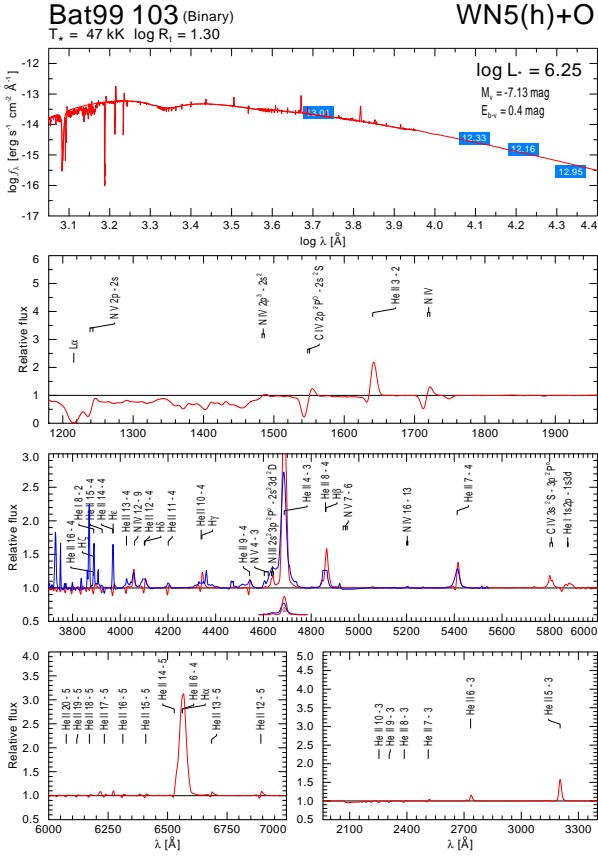 Bat99 103 (Binary) WN5(h)+O
T* = 47 kK log Rt = 1.30
-12
-13
-14
-15
-16
-17
log fλ [erg s-1 cm-2 Å-1]
log L* = 6.25
Mv = -7.13 mag
Eb-v = 0.4 mag
13.01
12.33
12.16
12.95
3.1 3.2 3.3 3.4 3.5 3.6 3.7 3.8 3.9 4.0 4.1 4.2 4.3 4.4
log λ [Å]
6
5
4
3
2
1
0
Relative flux
Lα
N V 2p - 2s
N IV 2p3 - 2s2
C IV 2p 2P0 - 2s 2S
He II 3 - 2
N IV
1200 1300 1400 1500 1600 1700 1800 1900
3.0
2.5
2.0
1.5
1.0
0.5
Relative flux
He II 16 - 4
Hζ
He I 8 - 2
He II 15 - 4
He II 14 - 4
Hε
He II 13 - 4
N IV 12 - 9
He II 12 - 4
Hδ
He II 11 - 4
He II 10 - 4
Hγ
He II 9 - 4
N V 4 - 3
N III 2s2 3p 2P0 - 2s2 3d 2D
He II 4 - 3
He II 8 - 4
Hβ
N V 7 - 6
N IV 16 - 13
He II 7 - 4
C IV 3s 2S - 3p 2P0
He I 1s2p - 1s3d
3800 4000 4200 4400 4600 4800 5000 5200 5400 5600 5800 6000
4.0
3.5
3.0
2.5
2.0
1.5
1.0
0.5
Relative flux
He II 20 - 5
He II 19 - 5
He II 18 - 5
He II 17 - 5
He II 16 - 5
He II 15 - 5
He II 14 - 5
He II 6 - 4
Hα
He II 13 - 5
He II 12 - 5
6000 6250 6500 6750 7000
λ [Å]
5.0
4.5
4.0
3.5
3.0
2.5
2.0
1.5
1.0
0.5
He II 10 - 3
He II 9 - 3
He II 8 - 3
He II 7 - 3
He II 6 - 3
He II 5 - 3
2100 2400 2700 3000 3300
λ [Å]